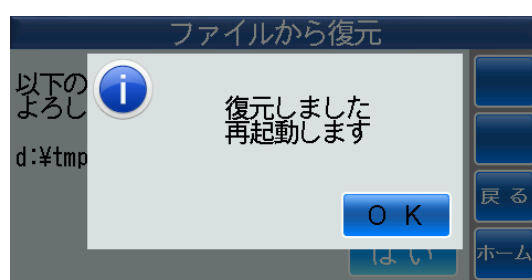 ファイルから復元
以下の
よろし
d:¥tmp
復元しました
再起動します
OK
戻る
はい
ホーム